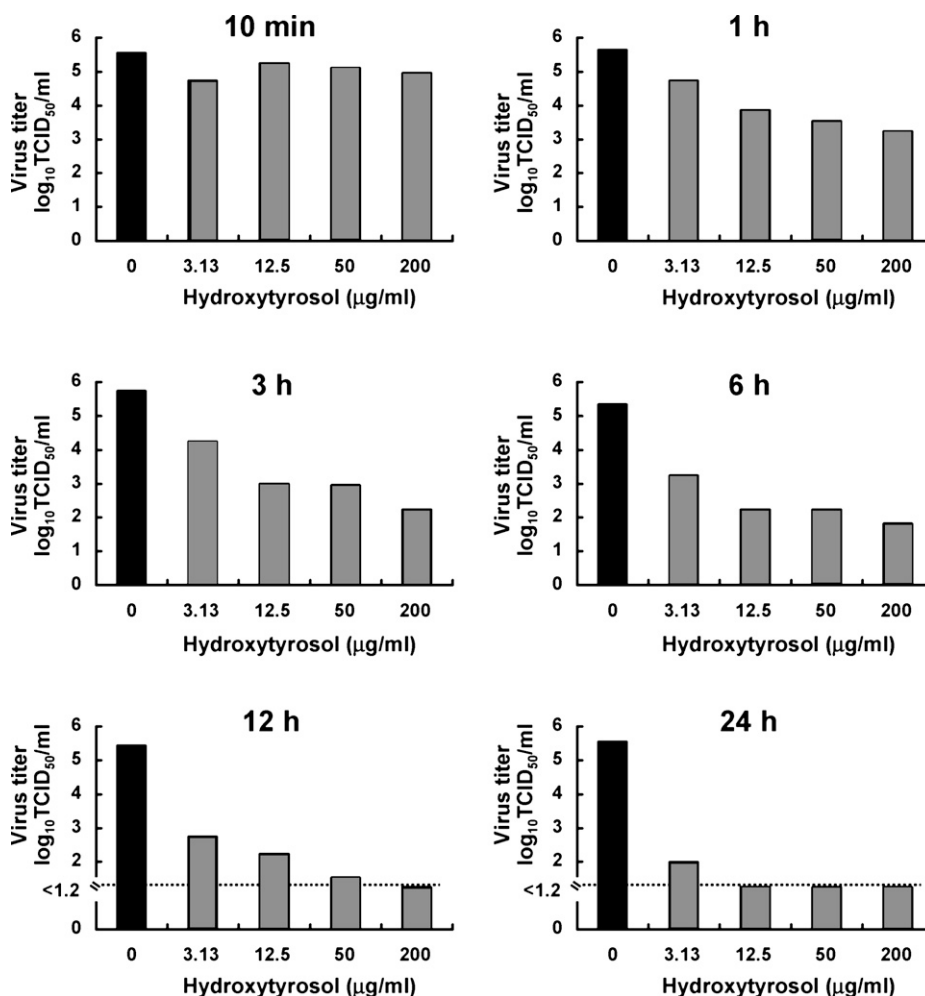 10 min
Virus titer
log₁₀TCID₅₀/ml
6
5
4
3
2
1
0
0 3.13 12.5 50 200
Hydroxytyrosol (μg/ml)
1 h
Virus titer
log₁₀TCID₅₀/ml
6
5
4
3
2
1
0
0 3.13 12.5 50 200
Hydroxytyrosol (μg/ml)
3 h
Virus titer
log₁₀TCID₅₀/ml
6
5
4
3
2
1
0
0 3.13 12.5 50 200
Hydroxytyrosol (μg/ml)
6 h
Virus titer
log₁₀TCID₅₀/ml
6
5
4
3
2
1
0
0 3.13 12.5 50 200
Hydroxytyrosol (μg/ml)
12 h
Virus titer
log₁₀TCID₅₀/ml
6
5
4
3
2
<1.2
0
0 3.13 12.5 50 200
Hydroxytyrosol (μg/ml)
24 h
Virus titer
log₁₀TCID₅₀/ml
6
5
4
3
2
<1.2
0
0 3.13 12.5 50 200
Hydroxytyrosol (μg/ml)